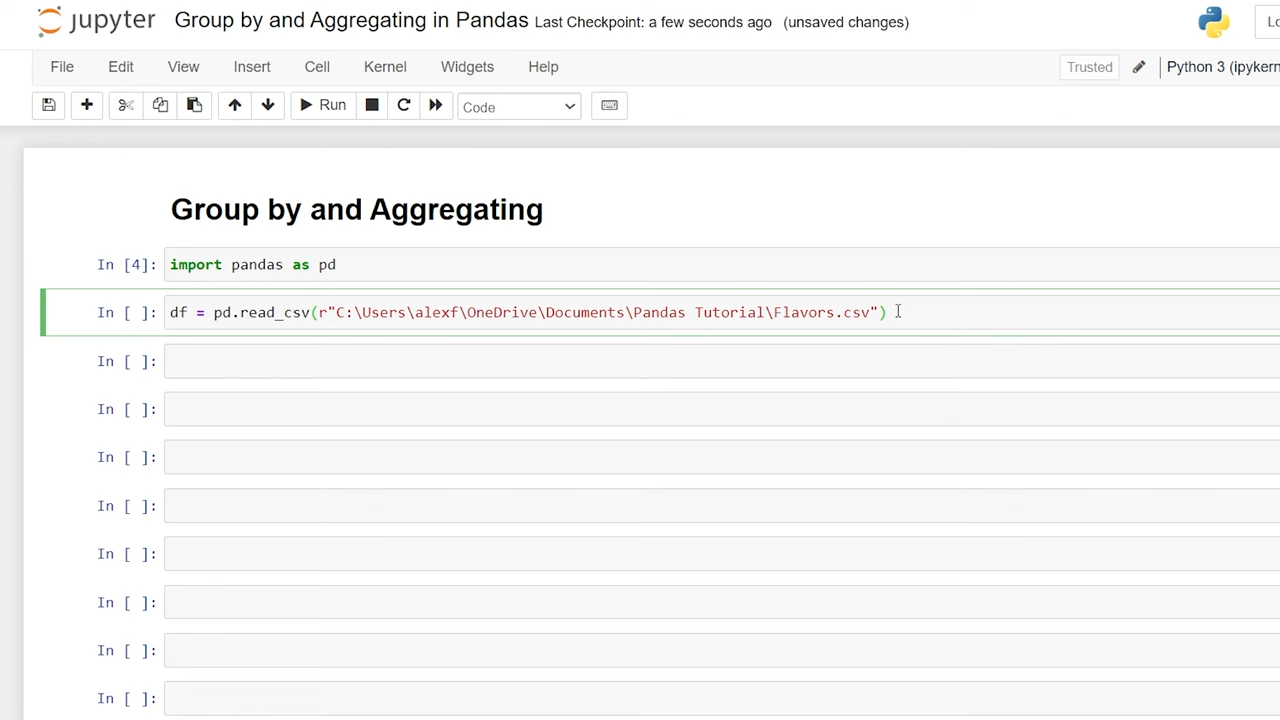 jupyter Group by and Aggregating in Pandas Last Checkpoint: a few seconds ago (unsaved changes)
File Edit View Insert Cell Kernel Widgets Help Trusted Python 3 (ipykern
Run Code
Group by and Aggregating
In [4]: import pandas as pd
In [ ]: df = pd.read_csv(r"C:\Users\alexf\OneDrive\Documents\Pandas Tutorial\Flavors.csv")
In [ ]:
In [ ]:
In [ ]:
In [ ]:
In [ ]:
In [ ]:
In [ ]:
In [ ]: